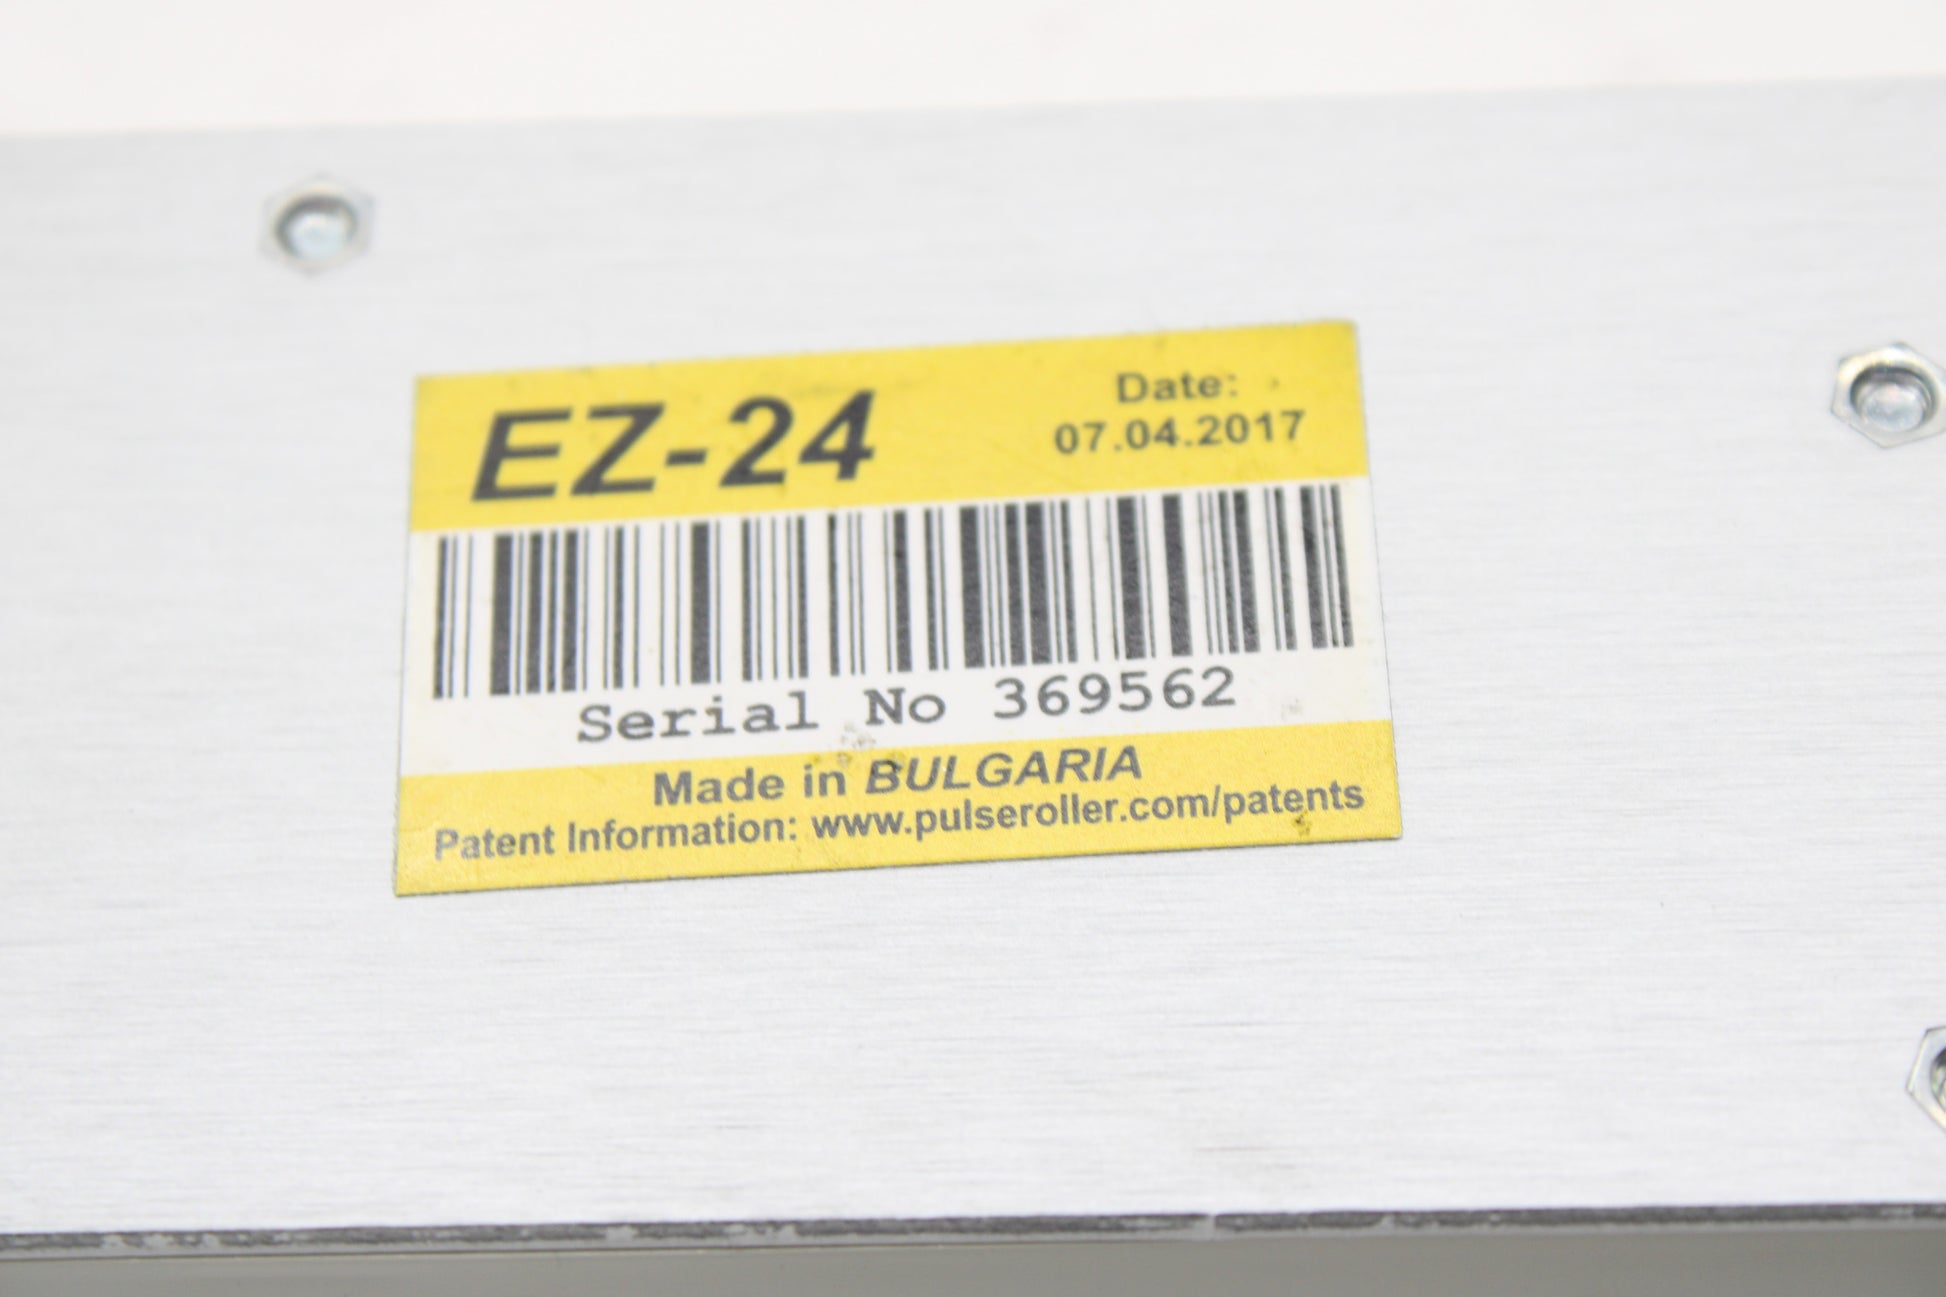 EZ-24
Date:
07.04.2017
Serial No 369562
Made in BULGARIA
Patent Information: www.pulseroller.com/patents